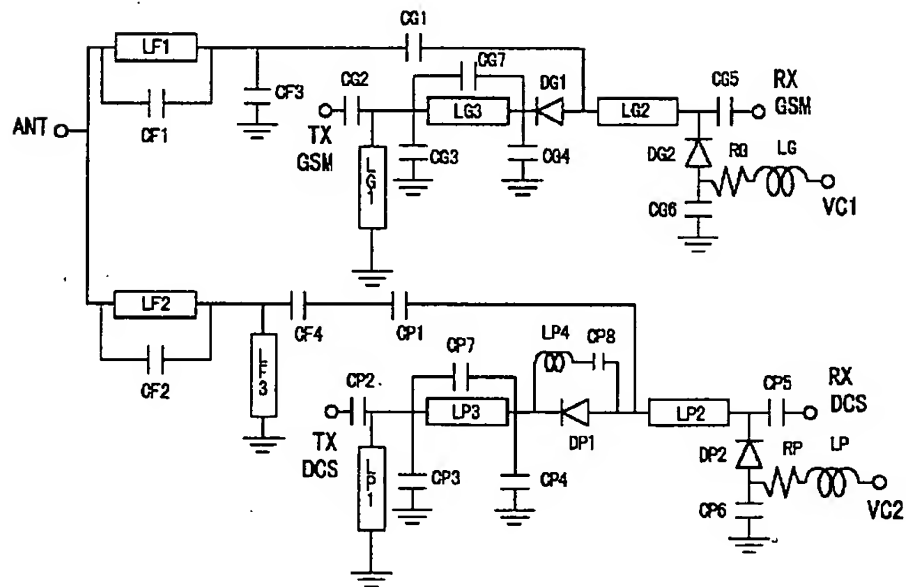 CG1
LF1
CG7
CF3
CG2
DG1
CG5
RX
GSM
ANT
CF1
LG3
LG2
TX
GSM
CG3
CG4
DG2
RG
LG
LG1
CG6
VC1
LF2
CF4
CP1
LP4
CP8
CF2
LF3
CP7
CP2
CP5
RX
DCS
LP3
LP2
TX
DCS
DP1
DP2
RP
LP
LP1
CP3
CP4
CP6
VC2